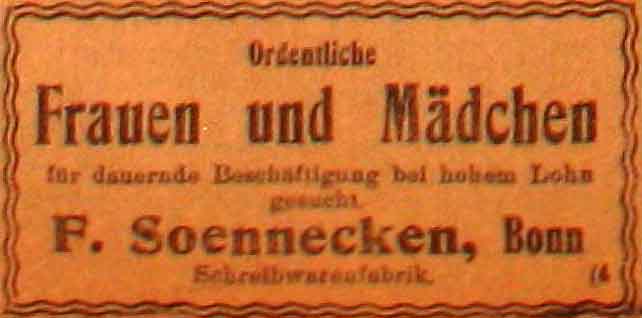 Ordentliche
Frauen und Mädchen
für dauernde Beschäftigung bei hohem Lohn
gesucht.
F. Soennecken, Bonn
Schreibwarenfabrik. (4